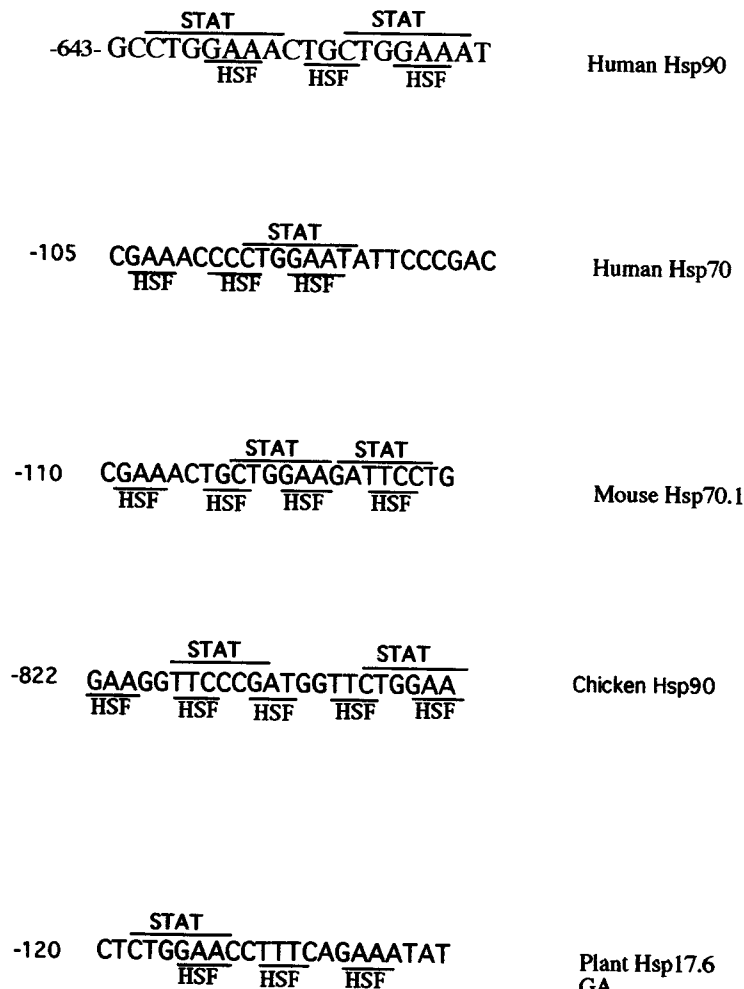 STAT STAT
-643- GCCTGGAAACTGCTGGAAAT Human Hsp90
HSF HSF HSF
STAT
-105 CGAAACCCCTGGAATATTCCCGAC Human Hsp70
HSF HSF HSF
STAT STAT
-110 CGAAACTGCTGGAAGATTCCTG Mouse Hsp70.1
HSF HSF HSF HSF
STAT STAT
-822 GAAGGTTCCCGATGGTTCTGGAA Chicken Hsp90
HSF HSF HSF HSF HSF
STAT
-120 CTCTGGAACCTTTCAGAAATAT Plant Hsp17.6
HSF HSF HSF GA